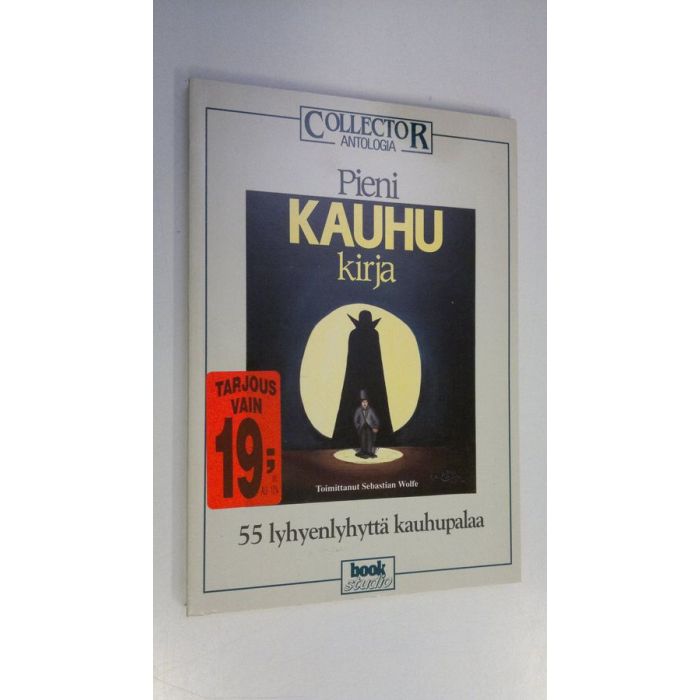 COLLECTOR
ANTOLOGIA
Pieni
KAUHU
kirja
TARJOUS
VAIN
19;
Toimittanut Sebastian Wolfe
55 lyhyenlyhyttä kauhupalaa
book
studio